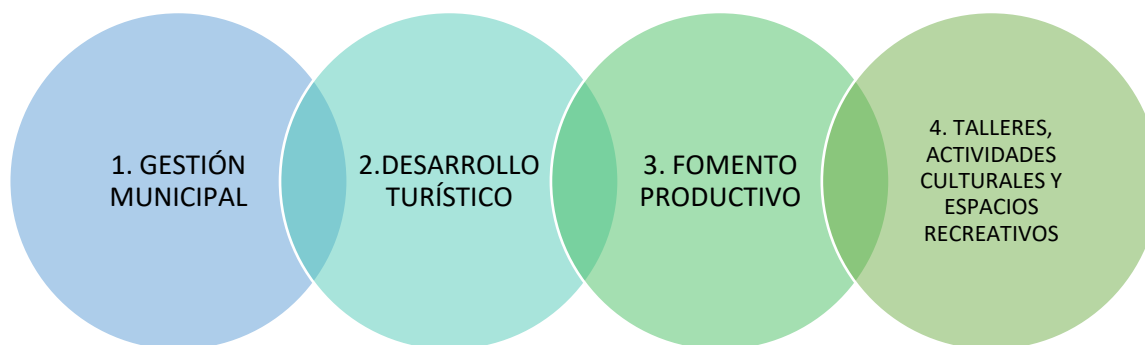 1. GESTIÓN
MUNICIPAL
2.DESARROLLO
TURÍSTICO
3. FOMENTO
PRODUCTIVO
4. TALLERES,
ACTIVIDADES
CULTURALES Y
ESPACIOS
RECREATIVOS